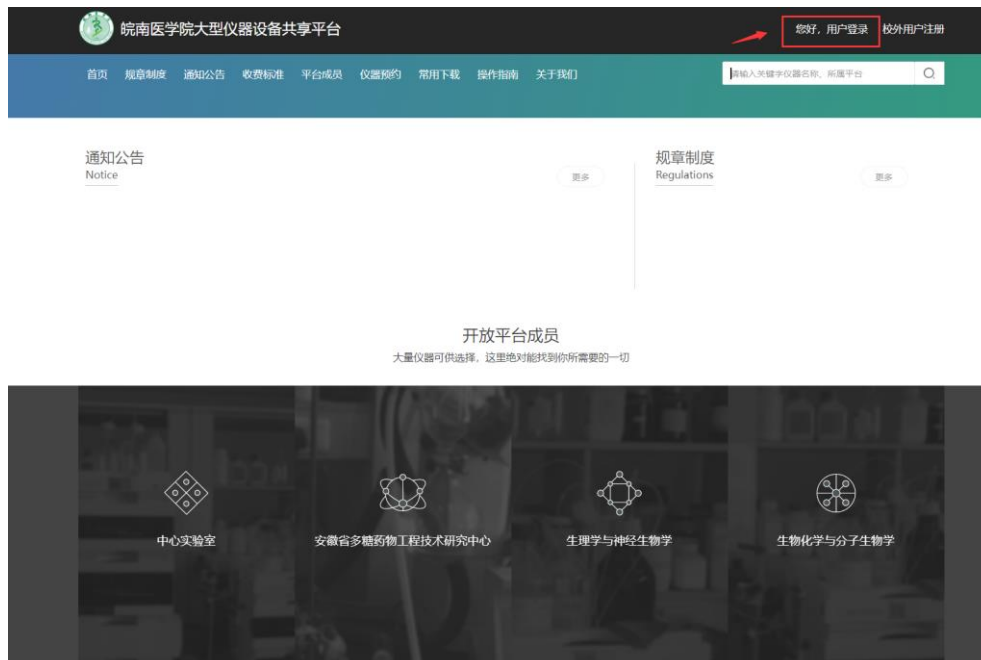 皖南医学院大型仪器设备共享平台
您好，用户登录 校外用户注册
首页 规章制度 通知公告 收费标准 平台成员 仪器预约 常用下载 操作指南 关于我们
请输入关键字仪器名称，所属平台
通知公告
Notice
更多
规章制度
Regulations
更多
开放平台成员
大量仪器可供选择，这里绝对能找到你所需要的一切
中心实验室
安徽省多糖药物工程技术研究中心
生理学与神经生物学
生物化学与分子生物学